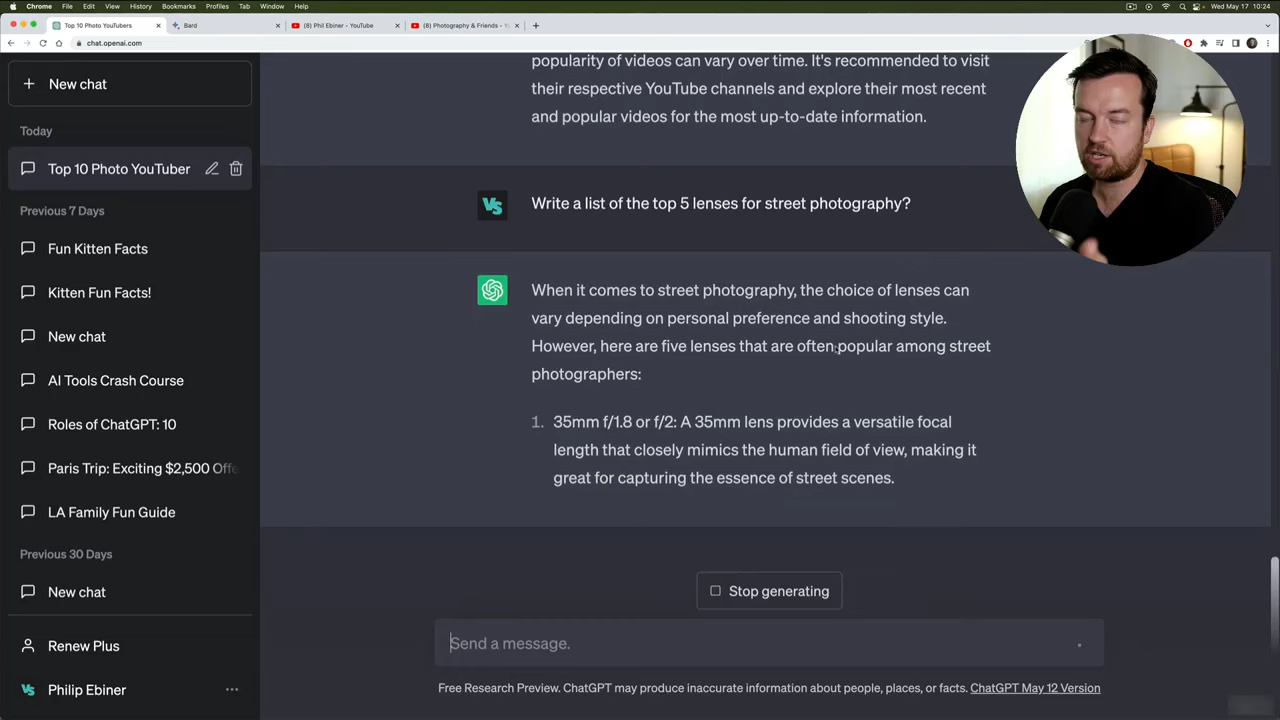 Chrome File Edit View History Bookmarks Profiles Tab Window Help
Wed May 17 10:24
Top 10 Photo YouTubers
Bard
(8) Phil Ebiner - YouTube
(8) Photography & Friends - Yo
chat.openai.com
New chat
Today
Top 10 Photo YouTuber
Previous 7 Days
Fun Kitten Facts
Kitten Fun Facts!
New chat
AI Tools Crash Course
Roles of ChatGPT: 10
Paris Trip: Exciting $2,500 Offe
LA Family Fun Guide
Previous 30 Days
New chat
Renew Plus
VS Philip Ebiner
popularity of videos can vary over time. It's recommended to visit
their respective YouTube channels and explore their most recent
and popular videos for the most up-to-date information.
VS Write a list of the top 5 lenses for street photography?
When it comes to street photography, the choice of lenses can
vary depending on personal preference and shooting style.
However, here are five lenses that are often popular among street
photographers:
1. 35mm f/1.8 or f/2: A 35mm lens provides a versatile focal
length that closely mimics the human field of view, making it
great for capturing the essence of street scenes.
Stop generating
Send a message.
Free Research Preview. ChatGPT may produce inaccurate information about people, places, or facts. ChatGPT May 12 Version